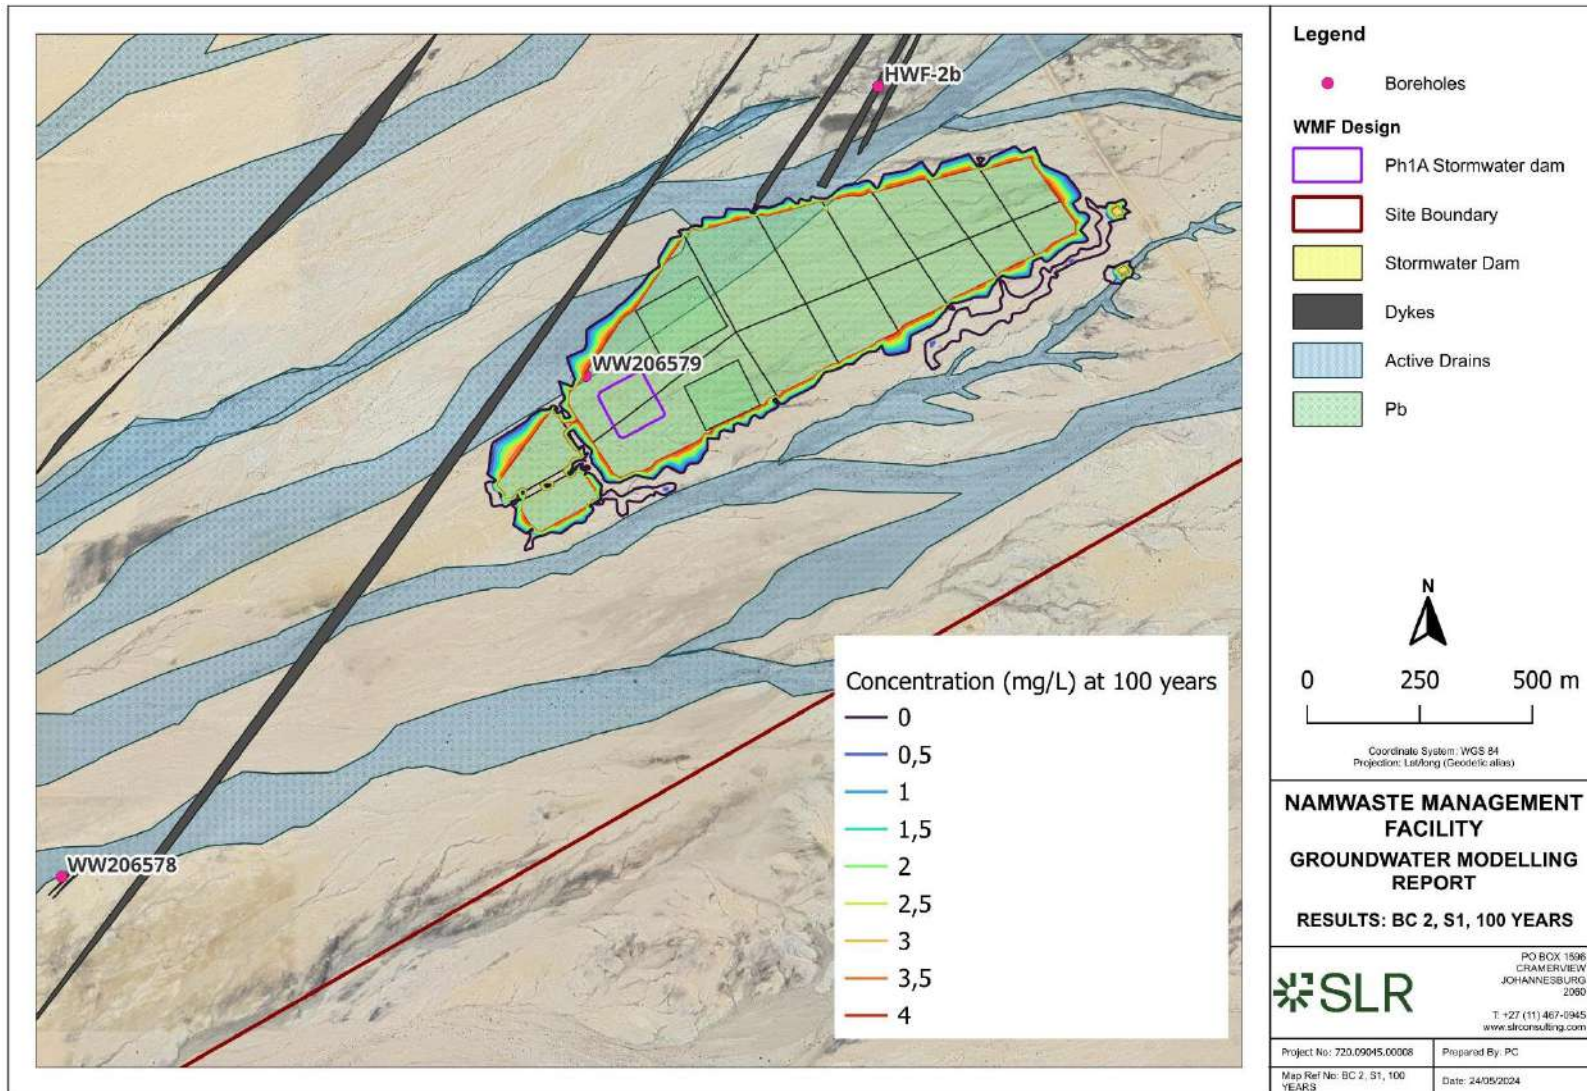 HWF-2b
WW206579
WW206578
Concentration (mg/L) at 100 years
0
0,5
1
1,5
2
2,5
3
3,5
4
Legend
Boreholes
WMF Design
Ph1A Stormwater dam
Site Boundary
Stormwater Dam
Dykes
Active Drains
Pb
N
0 250 500 m
Coordinate System: WGS 84
Projection: Lat/long (Geodetic alias)
NAMWASTE MANAGEMENT
FACILITY
GROUNDWATER MODELLING
REPORT
RESULTS: BC 2, S1, 100 YEARS
SLR
PO BOX 1596
CRAMERVIEW
JOHANNESBURG
2060
T: +27 (11) 467-0945
www.slrconsulting.com
Project No: 720.09045.00008
Prepared By: PC
Map Ref No: BC 2, S1, 100
YEARS
Date: 24/05/2024